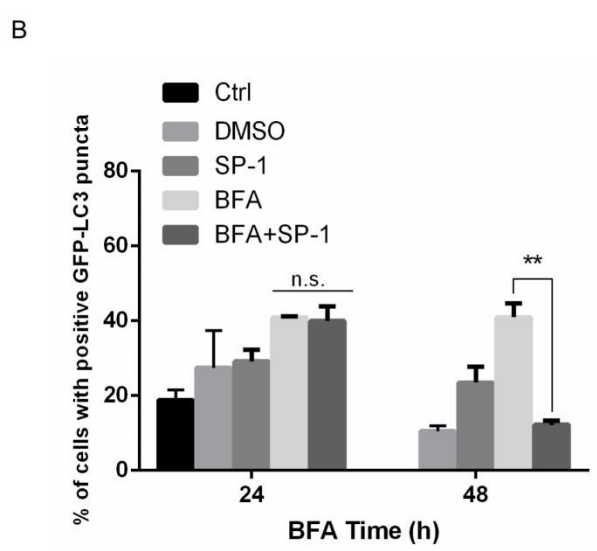 B
Ctrl
DMSO
SP-1
BFA
BFA+SP-1
% of cells with positive GFP-LC3 puncta
80
60
40
20
0
n.s.
**
24
48
BFA Time (h)